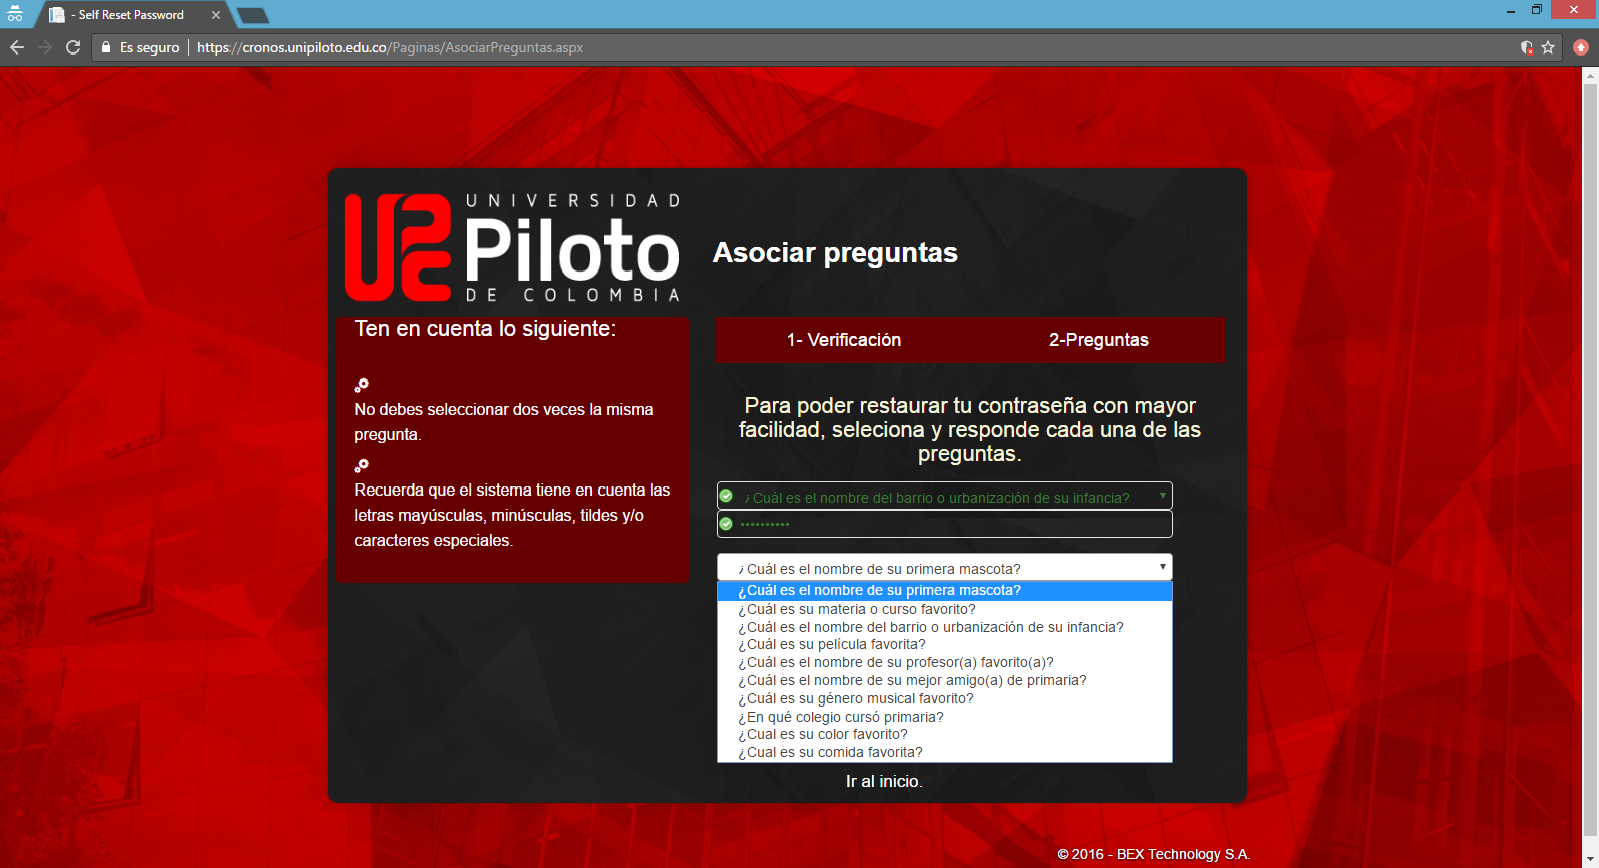 - Self Reset Password
Es seguro
https://cronos.unipiloto.edu.co/Paginas/AsociarPreguntas.aspx
UNIVERSIDAD
Piloto
DE COLOMBIA
Asociar preguntas
Ten en cuenta lo siguiente:
No debes seleccionar dos veces la misma
pregunta.
Recuerda que el sistema tiene en cuenta las
letras mayúsculas, minúsculas, tildes y/o
caracteres especiales.
1- Verificación
2-Preguntas
Para poder restaurar tu contraseña con mayor
facilidad, seleciona y responde cada una de las
preguntas.
¿Cuál es el nombre del barrio o urbanización de su infancia?
••••••••••
¿Cuál es el nombre de su primera mascota?
¿Cuál es el nombre de su primera mascota?
¿Cuál es su materia o curso favorito?
¿Cuál es el nombre del barrio o urbanización de su infancia?
¿Cuál es su película favorita?
¿Cuál es el nombre de su profesor(a) favorito(a)?
¿Cuál es el nombre de su mejor amigo(a) de primaria?
¿Cuál es su género musical favorito?
¿En qué colegio cursó primaria?
¿Cual es su color favorito?
¿Cual es su comida favorita?
Ir al inicio.
© 2016 - BEX Technology S.A.